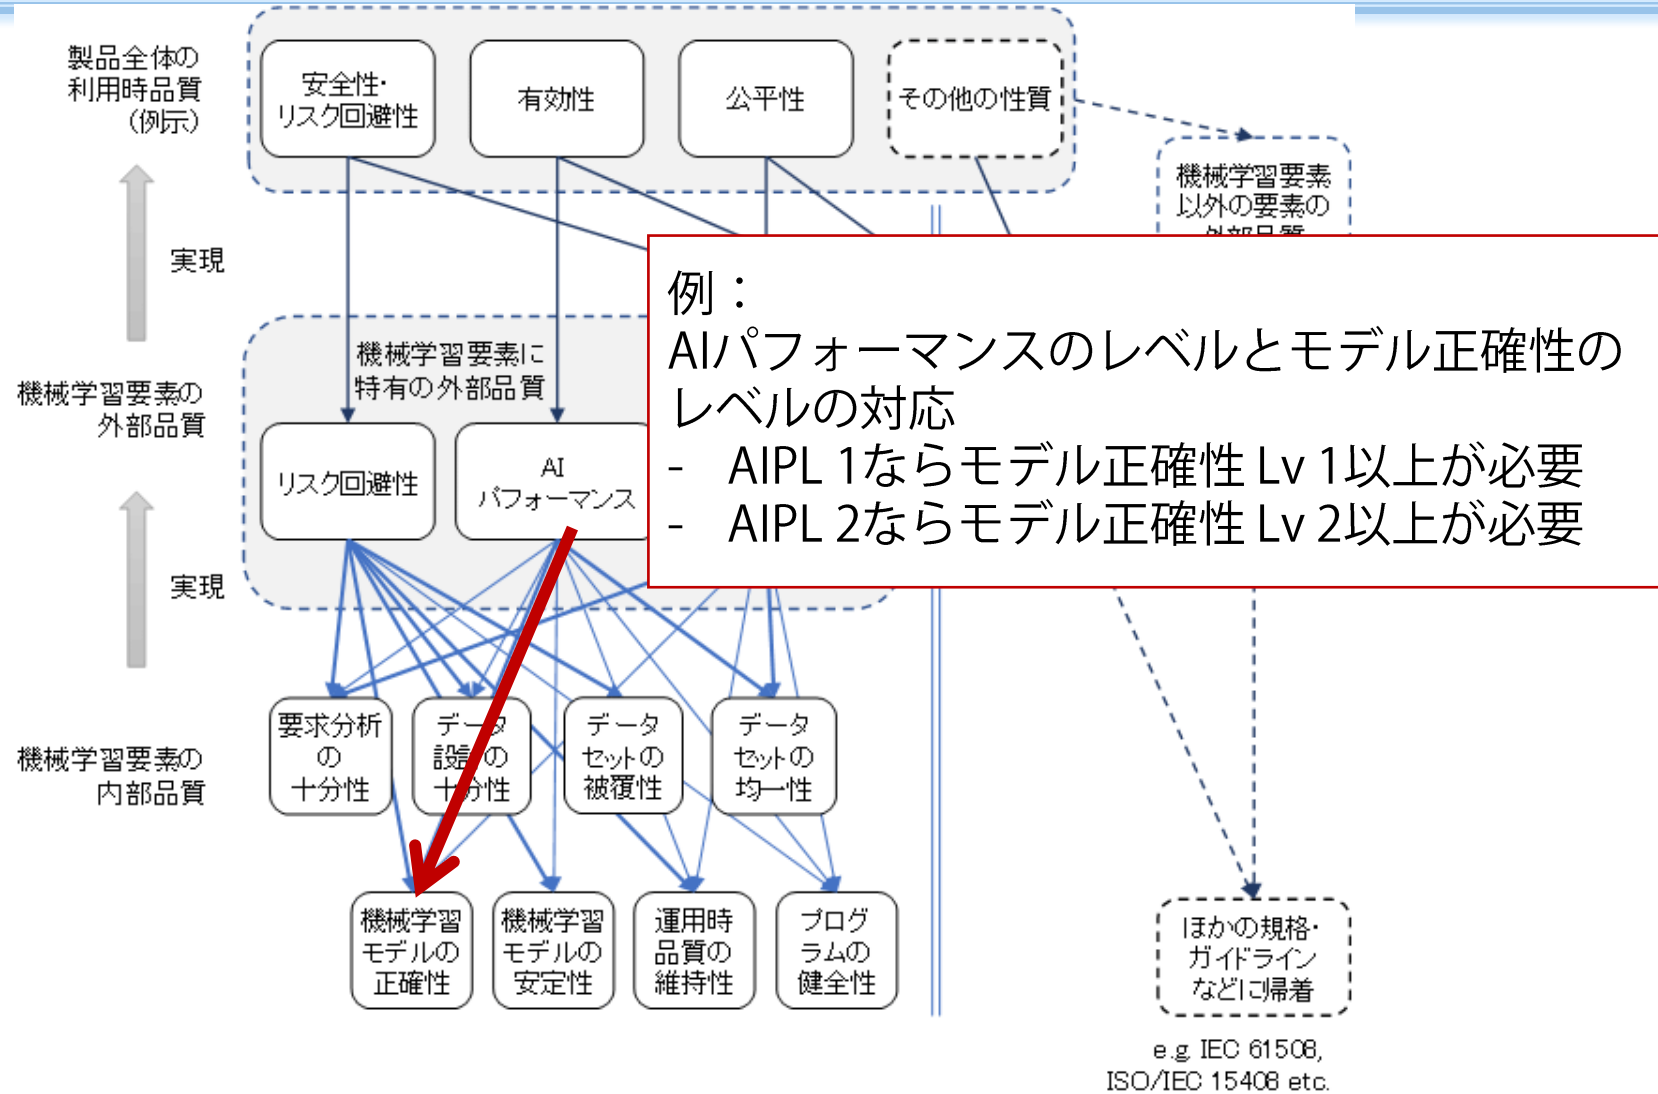 製品全体の
利用時品質
（例示）
安全性・
リスク回避性
有効性
公平性
その他の性質
機械学習要素
以外の要素の
外部品質
実現
機械学習要素に
特有の外部品質
機械学習要素の
外部品質
リスク回避性
AI
パフォーマンス
例：
AIパフォーマンスのレベルとモデル正確性の
レベルの対応
- AIPL 1ならモデル正確性 Lv 1以上が必要
- AIPL 2ならモデル正確性 Lv 2以上が必要
実現
機械学習要素の
内部品質
要求分析
の
十分性
データ
設計の
十分性
データ
セットの
被覆性
データ
セットの
均一性
機械学習
モデルの
正確性
機械学習
モデルの
安定性
運用時
品質の
維持性
プログ
ラムの
健全性
ほかの規格・
ガイドライン
などに帰着
e.g. IEC 61508,
ISO/IEC 15408 etc.